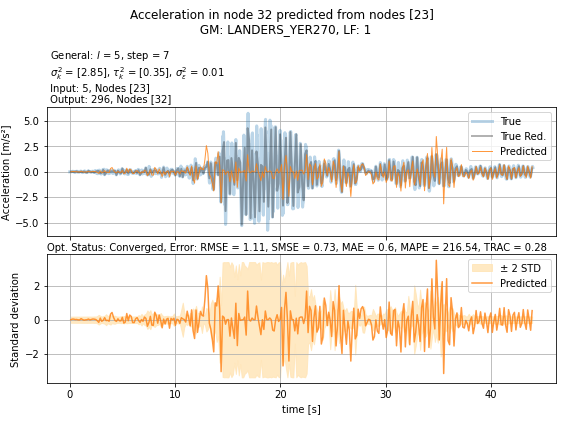 Acceleration in node 32 predicted from nodes [23]
GM: LANDERS_YER270, LF: 1
General: l = 5, step = 7
σ²ₖ = [2.85], τ²ₖ = [0.35], σ²ε = 0.01
Input: 5, Nodes [23]
Output: 296, Nodes [32]
True
True Red.
Predicted
Acceleration [m/s²]
5.0
2.5
0.0
−2.5
−5.0
Opt. Status: Converged, Error: RMSE = 1.11, SMSE = 0.73, MAE = 0.6, MAPE = 216.54, TRAC = 0.28
± 2 STD
Predicted
Standard deviation
2
0
−2
0 10 20 30 40
time [s]